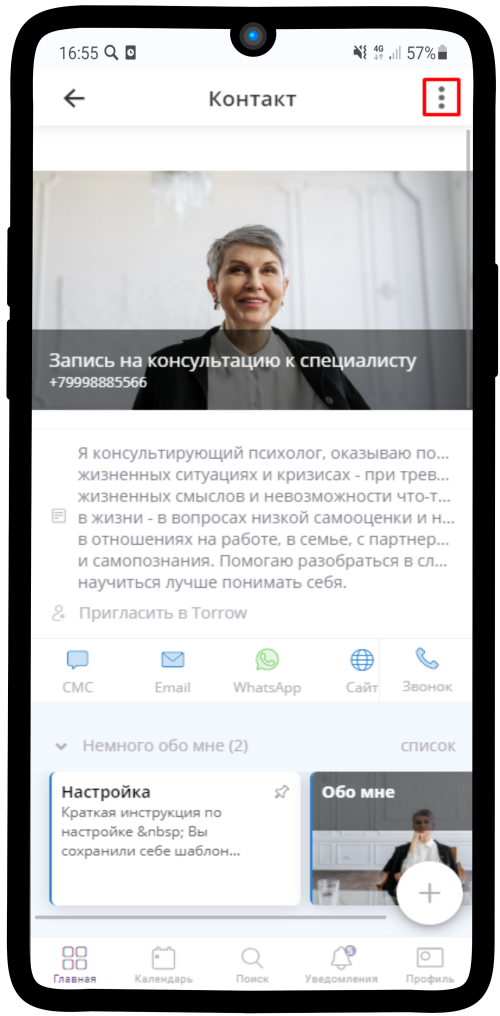 16:55 4G 57%
Контакт
Запись на консультацию к специалисту
+79998885566
Я консультирующий психолог, оказываю по...
жизненных ситуациях и кризисах - при трев...
жизненных смыслов и невозможности что-т...
в жизни - в вопросах низкой самооценки и н...
в отношениях на работе, в семье, с партнер...
и самопознания. Помогаю разобраться в сл...
научиться лучше понимать себя.
Пригласить в Torrow
СМС Email WhatsApp Сайт Звонок
Немного обо мне (2) список
Настройка
Краткая инструкция по
настройке &nbsp; Вы
сохранили себе шаблон...
Обо мне
Главная Календарь Поиск Уведомления Профиль